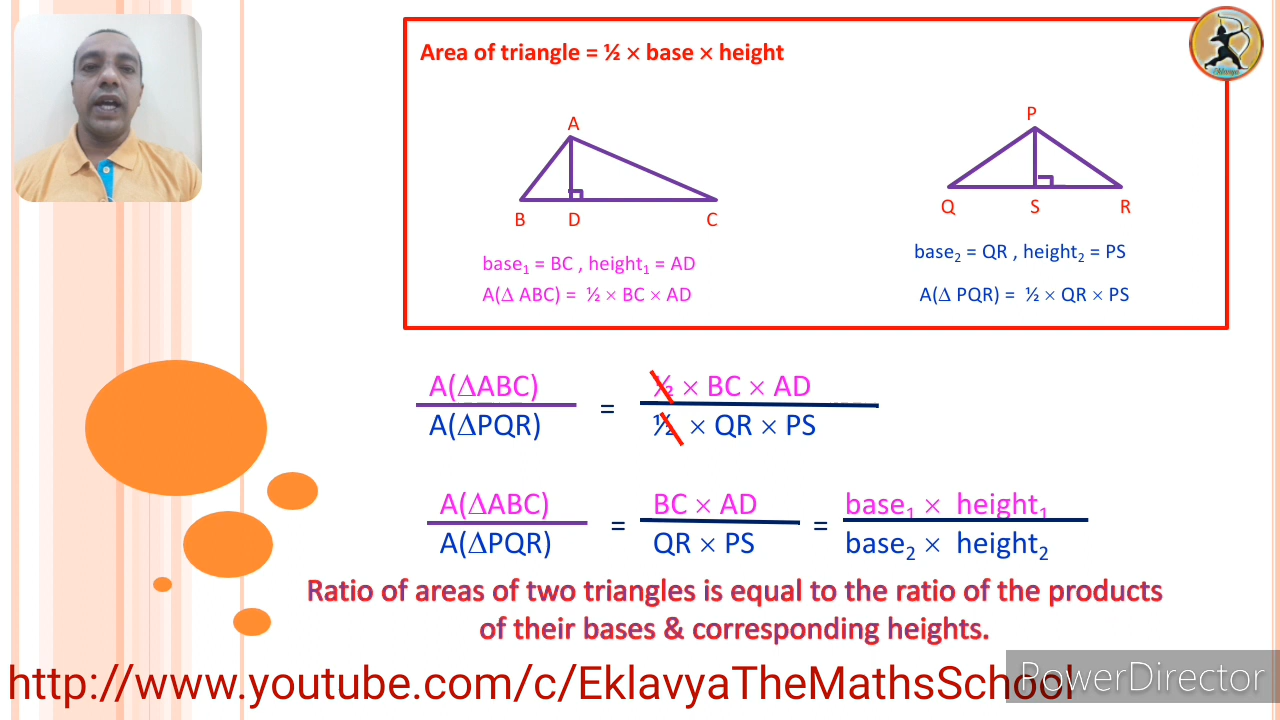 Area of triangle = ½ × base × height
Eklavya
A
B D C
P
Q S R
base₁ = BC , height₁ = AD
A(Δ ABC) = ½ × BC × AD
base₂ = QR , height₂ = PS
A(Δ PQR) = ½ × QR × PS
A(ΔABC)
A(ΔPQR)
=
½ × BC × AD
½ × QR × PS
A(ΔABC)
A(ΔPQR)
=
BC × AD
QR × PS
=
base₁ × height₁
base₂ × height₂
Ratio of areas of two triangles is equal to the ratio of the products
of their bases & corresponding heights.
http://www.youtube.com/c/EklavyaTheMathsSchool
PowerDirector